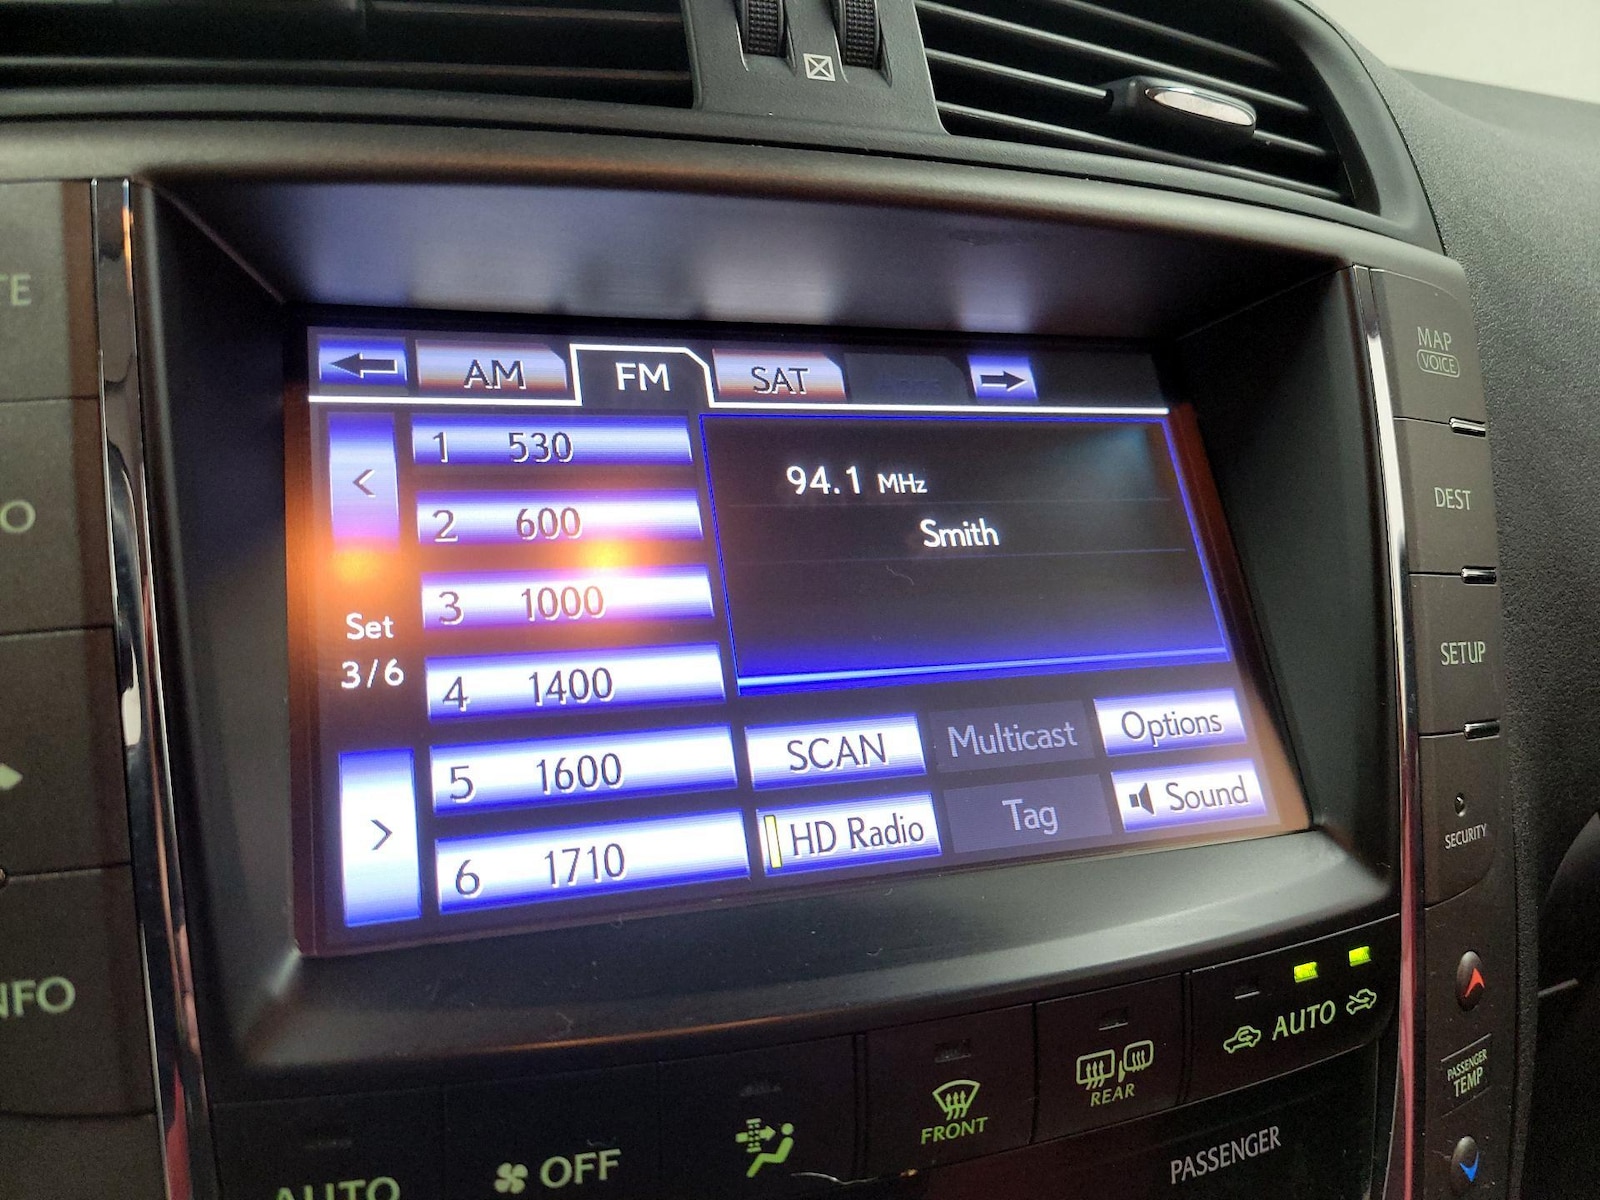 AM FM SAT
1 530
2 600
3 1000
4 1400
5 1600
6 1710
Set
3/6
94.1 MHz
Smith
SCAN Multicast Options
HD Radio Tag Sound
MAP
VOICE
DEST
SETUP
SECURITY
PASSENGER
TEMP
AUTO
REAR
FRONT
OFF
AUTO
PASSENGER